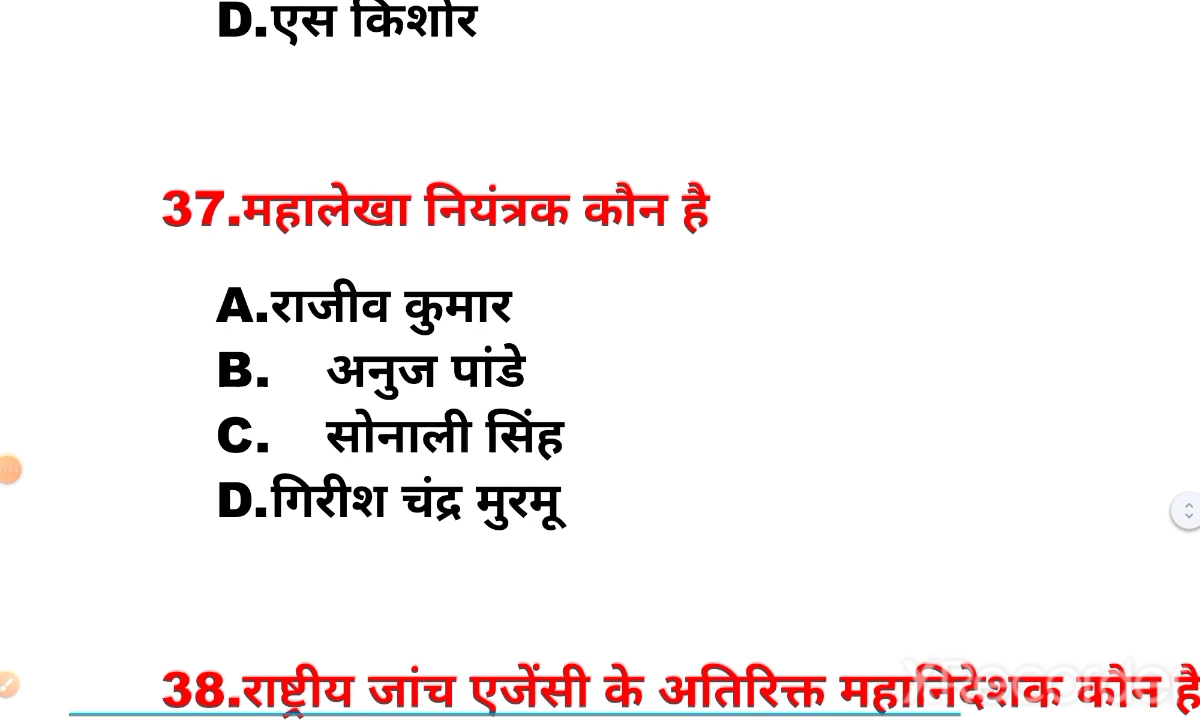 D.एस किशोर
37.महालेखा नियंत्रक कौन है
A.राजीव कुमार
B. अनुज पांडे
C. सोनाली सिंह
D.गिरीश चंद्र मुरमू
38.राष्ट्रीय जांच एजेंसी के अतिरिक्त महानिदेशक कौन है